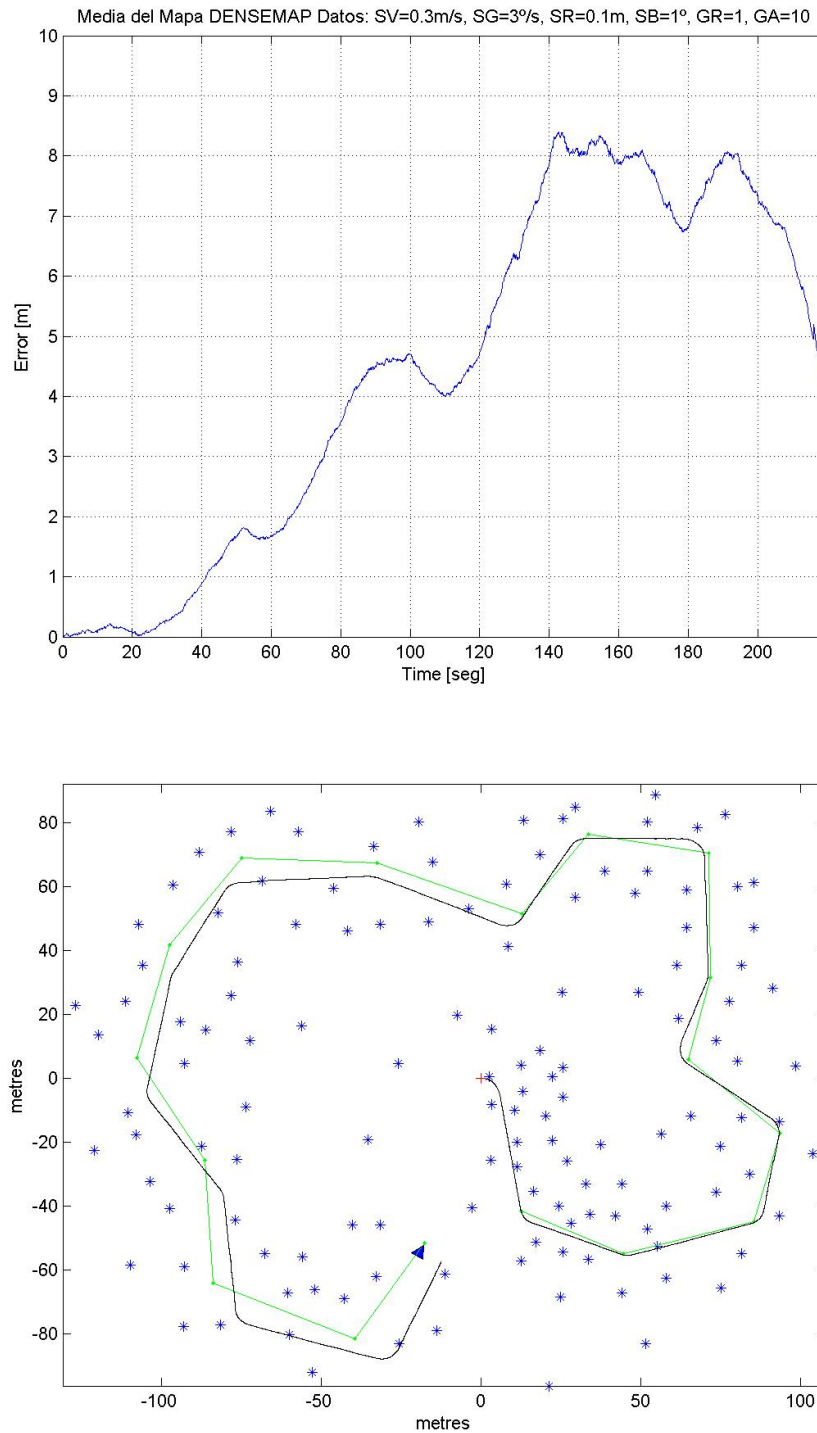 Media del Mapa DENSEMAP Datos: SV=0.3m/s, SG=3º/s, SR=0.1m, SB=1º, GR=1, GA=10
10
9
8
7
6
5
4
3
2
1
0
Error [m]
0 20 40 60 80 100 120 140 160 180 200
Time [seg]
80
60
40
20
0
-20
-40
-60
-80
metres
-100 -50 0 50 100
metres